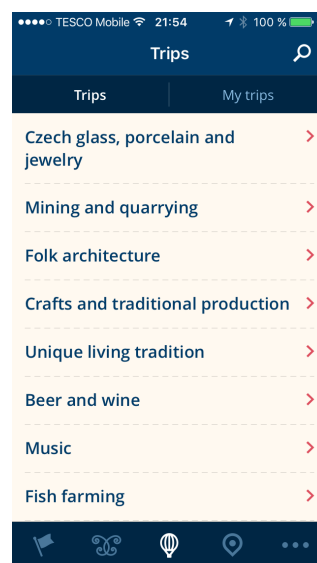 TESCO Mobile 21:54 100 %
Trips
Trips My trips
Czech glass, porcelain and
jewelry
Mining and quarrying
Folk architecture
Crafts and traditional production
Unique living tradition
Beer and wine
Music
Fish farming